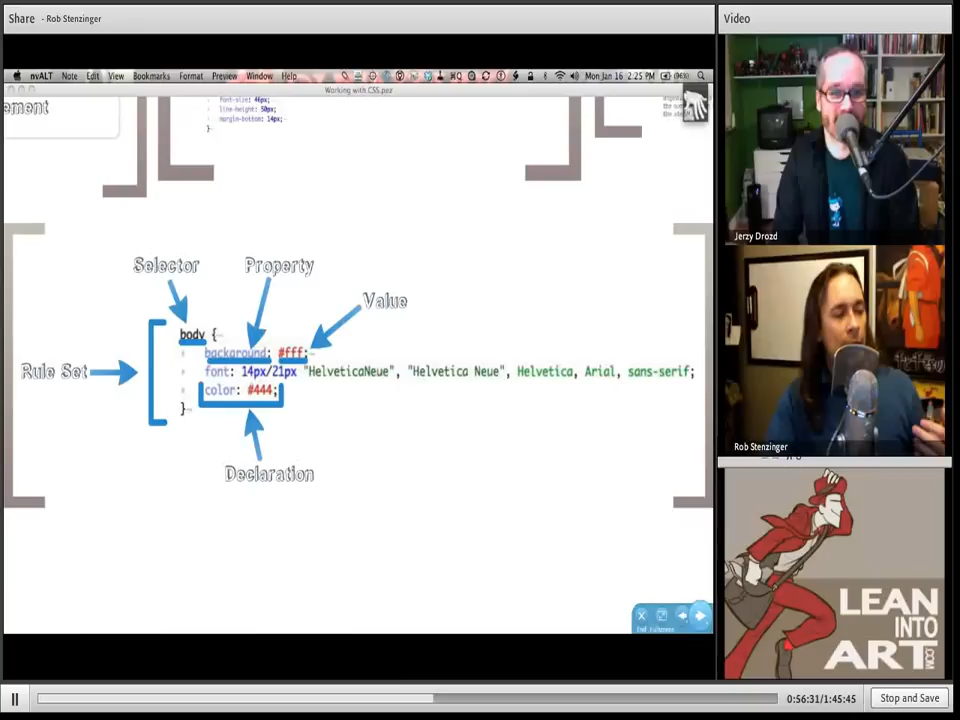 Share - Rob Stenzinger
Video
nvALT Note Edit View Bookmarks Format Preview Window Help
Mon Jan 16 2:25 PM (96%)
Working with CSS.pez
ement
font-size: 46px;
line-height: 50px;
margin-bottom: 14px;
}
Jerzy Drozd
Selector Property
Value
Rule Set
body {
background: #fff;
font: 14px/21px "HelveticaNeue", "Helvetica Neue", Helvetica, Arial, sans-serif;
color: #444;
}
Declaration
Rob Stenzinger
LEAN
INTO
ART
.COM
End Fullscreen
0:56:31/1:45:45
Stop and Save